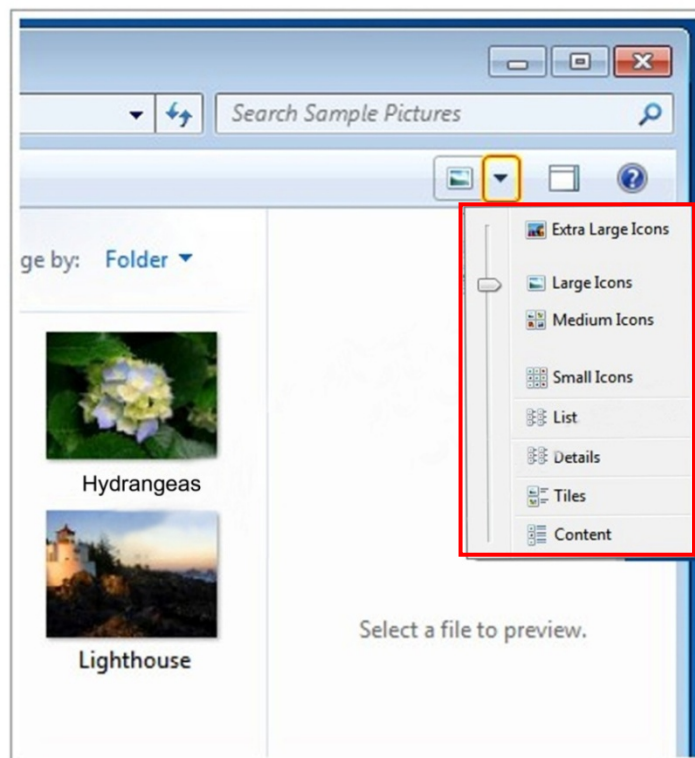 Search Sample Pictures
?
ge by: Folder
Extra Large Icons
Large Icons
Medium Icons
Small Icons
List
Details
Tiles
Content
Hydrangeas
Lighthouse
Select a file to preview.